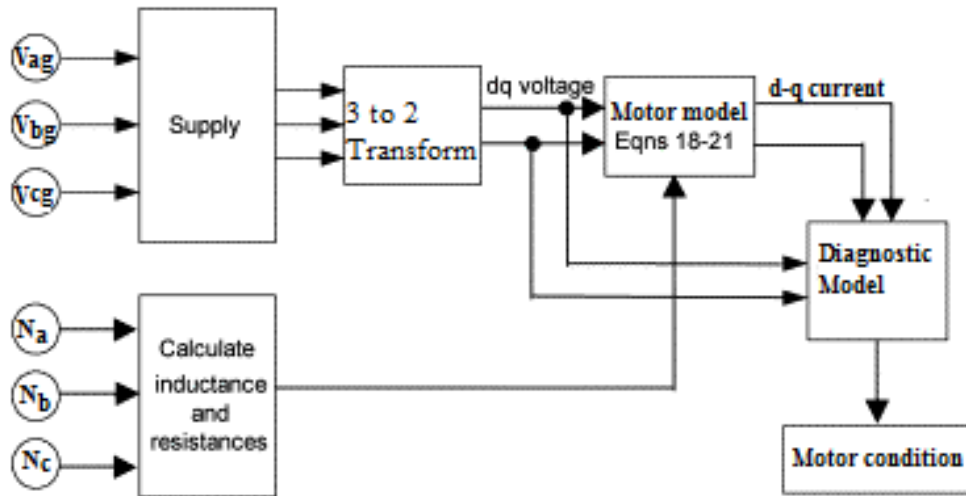 Vag
Vbg
Vcg
Supply
3 to 2
Transform
dq voltage
Motor model
Eqns 18-21
d-q current
Diagnostic
Model
Na
Nb
Nc
Calculate
inductance
and
resistances
Motor condition